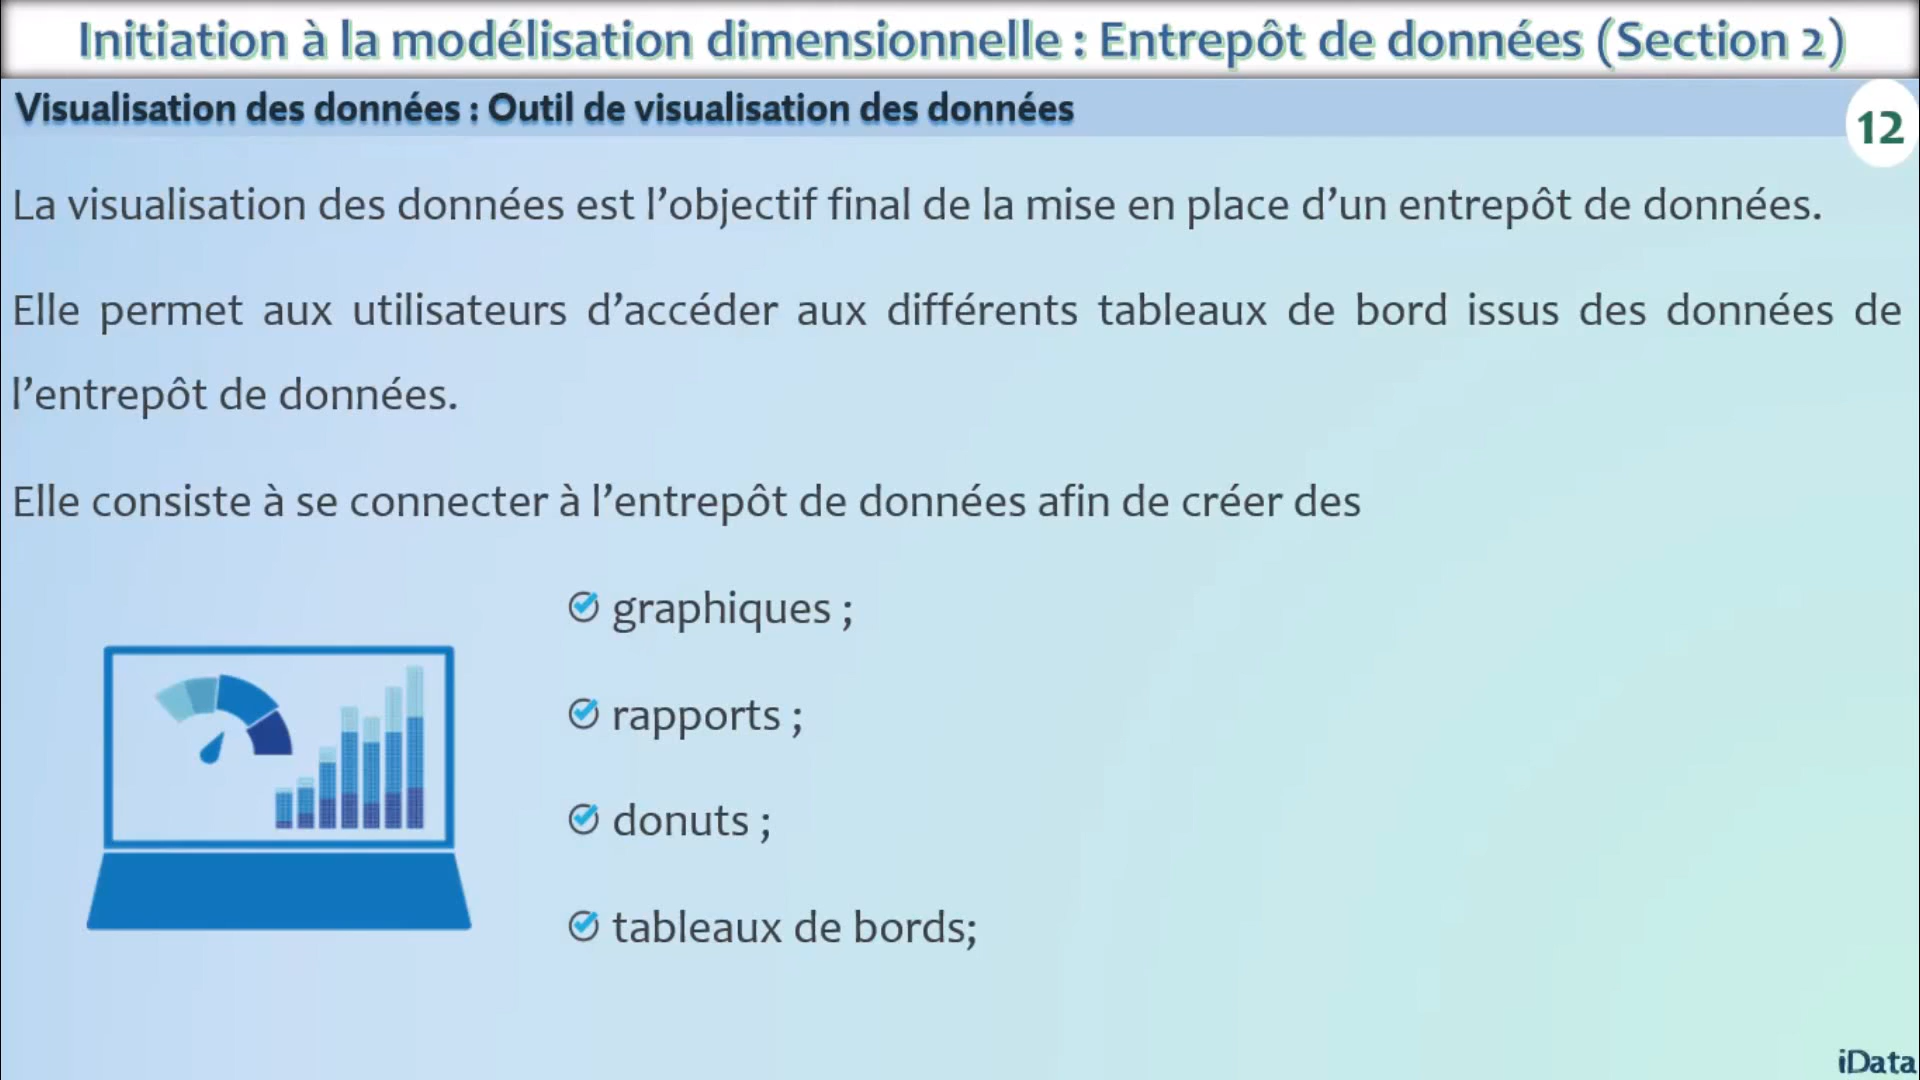 Initiation à la modélisation dimensionnelle : Entrepôt de données (Section 2)
Visualisation des données : Outil de visualisation des données
12
La visualisation des données est l’objectif final de la mise en place d’un entrepôt de données.
Elle permet aux utilisateurs d’accéder aux différents tableaux de bord issus des données de
l’entrepôt de données.
Elle consiste à se connecter à l’entrepôt de données afin de créer des
graphiques ;
rapports ;
donuts ;
tableaux de bords;
iData